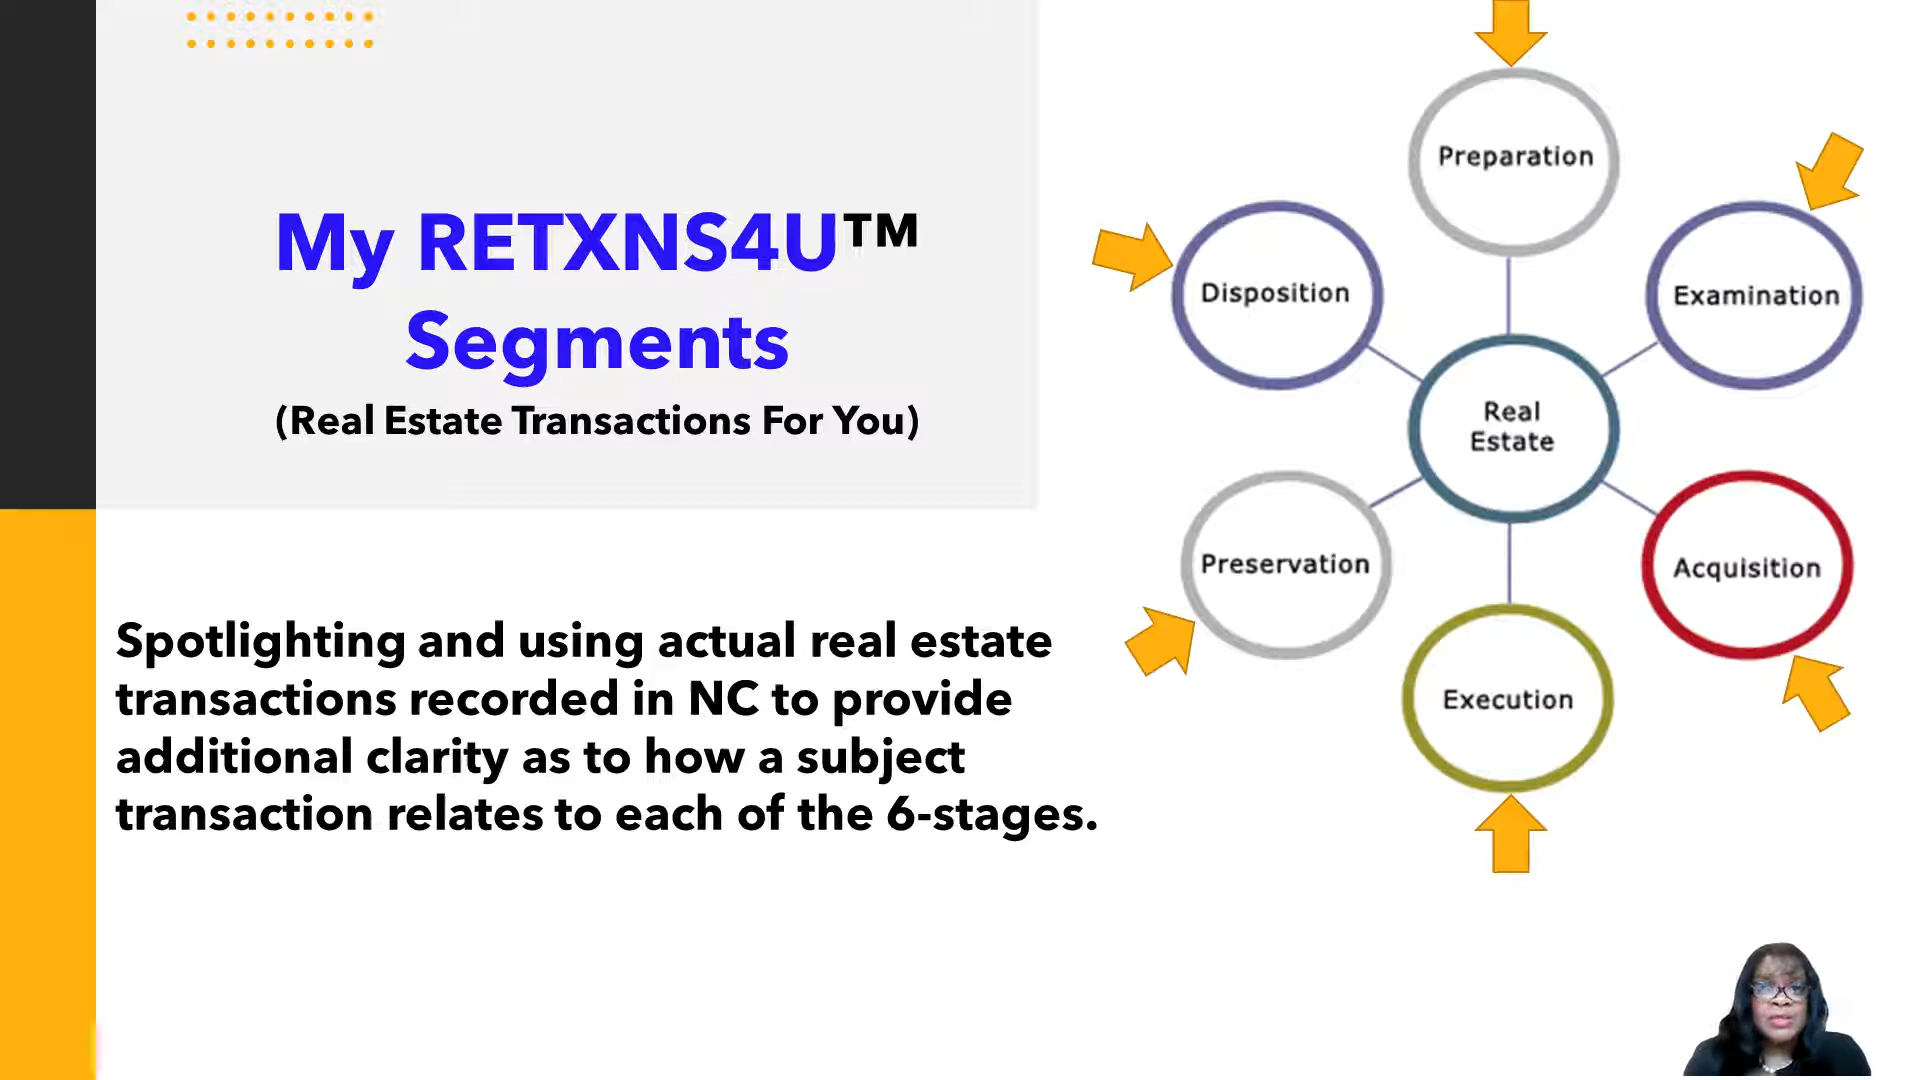 My RETXNS4U™
Segments
(Real Estate Transactions For You)
Spotlighting and using actual real estate
transactions recorded in NC to provide
additional clarity as to how a subject
transaction relates to each of the 6-stages.
Preparation
Examination
Acquisition
Execution
Preservation
Disposition
Real
Estate